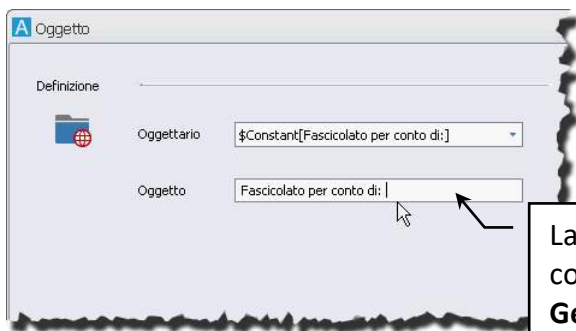 A Oggetto
Definizione
Oggettario $Constant[Fascicolato per conto di:]
Oggetto Fascicolato per conto di:
La
co
Ge